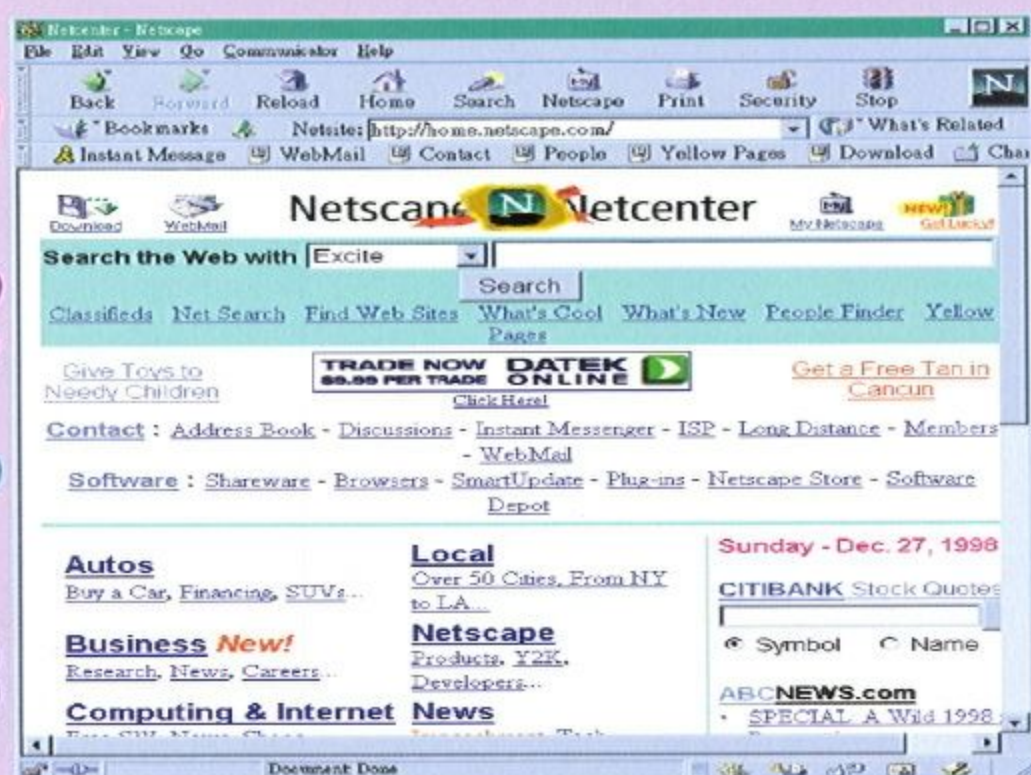 Netcenter - Netscape
File Edit View Go Communicator Help
Back Forward Reload Home Search Netscape Print Security Stop N
Bookmarks Netsite: http://home.netscape.com/ What's Related
Instant Message WebMail Contact People Yellow Pages Download Cha
Download WebMail Netscape N Netcenter My Netscape NEW! Get Lucky!
Search the Web with Excite
Search
Classifieds Net Search Find Web Sites What's Cool What's New People Finder Yellow
Pages
Give Toys to
Needy Children
TRADE NOW DATEK
$9.99 PER TRADE ONLINE
Click Here!
Get a Free Tan in
Cancun
Contact : Address Book - Discussions - Instant Messenger - ISP - Long Distance - Members
- WebMail
Software : Shareware - Browsers - SmartUpdate - Plug-ins - Netscape Store - Software
Depot
Autos
Buy a Car, Financing, SUVs...
Business New!
Research, News, Careers...
Computing & Internet
Local
Over 50 Cities, From NY
to LA...
Netscape
Products, Y2K,
Developers...
News
Sunday - Dec. 27, 1998
CITIBANK Stock Quotes
Symbol Name
ABCNEWS.com
SPECIAL A Wild 1998
Document: Done